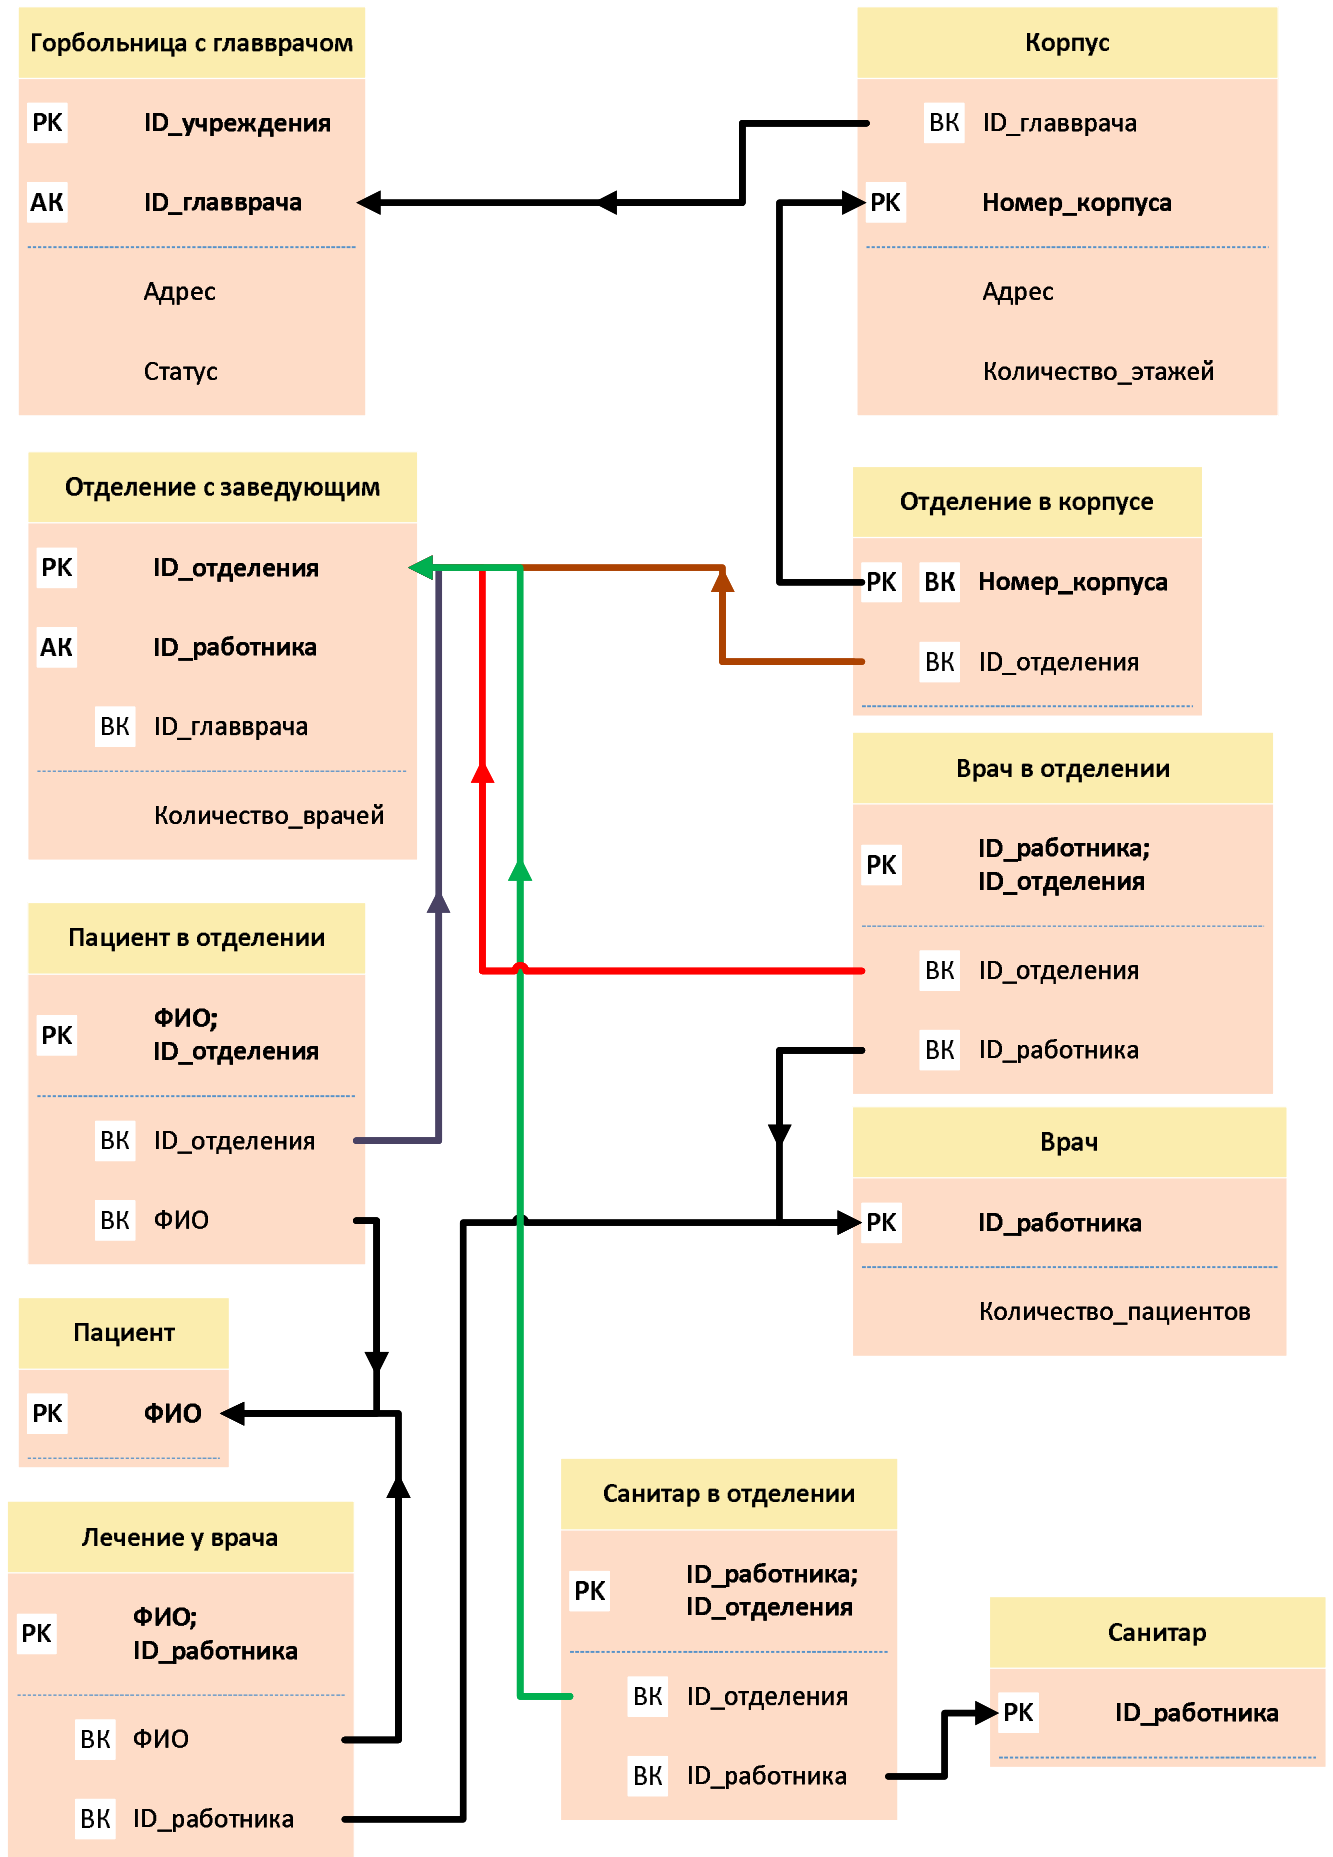 Горбольница с главврачом
PK ID_учреждения
АК ID_главврача
Адрес
Статус
Корпус
ВК ID_главврача
PK Номер_корпуса
Адрес
Количество_этажей
Отделение с заведующим
PK ID_отделения
АК ID_работника
ВК ID_главврача
Количество_врачей
Отделение в корпусе
PK ВК Номер_корпуса
ВК ID_отделения
Врач в отделении
PK ID_работника;
ID_отделения
ВК ID_отделения
ВК ID_работника
Пациент в отделении
PK ФИО;
ID_отделения
ВК ID_отделения
ВК ФИО
Врач
PK ID_работника
Количество_пациентов
Пациент
PK ФИО
Лечение у врача
PK ФИО;
ID_работника
ВК ФИО
ВК ID_работника
Санитар в отделении
PK ID_работника;
ID_отделения
ВК ID_отделения
ВК ID_работника
Санитар
PK ID_работника